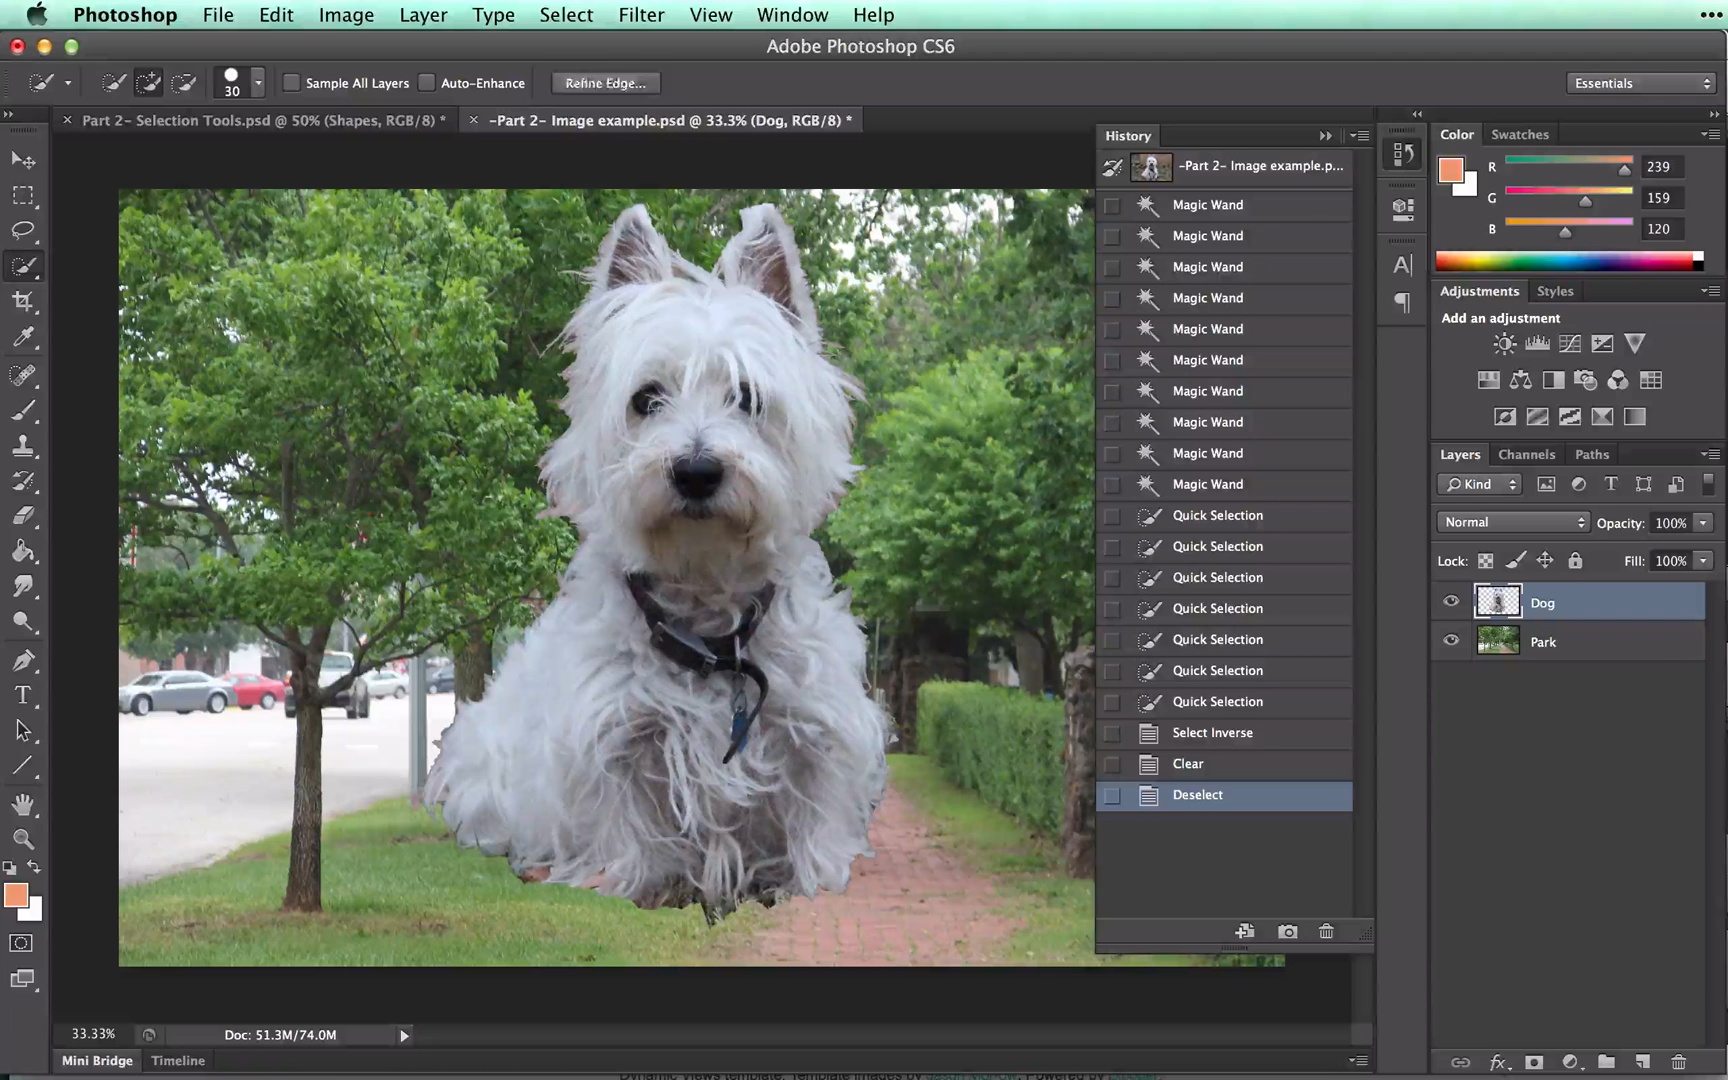 Photoshop File Edit Image Layer Type Select Filter View Window Help
Adobe Photoshop CS6
30 Sample All Layers Auto-Enhance Refine Edge... Essentials
Part 2- Selection Tools.psd @ 50% (Shapes, RGB/8) * -Part 2- Image example.psd @ 33.3% (Dog, RGB/8) *
History
-Part 2- Image example.p...
Magic Wand
Magic Wand
Magic Wand
Magic Wand
Magic Wand
Magic Wand
Magic Wand
Magic Wand
Magic Wand
Magic Wand
Quick Selection
Quick Selection
Quick Selection
Quick Selection
Quick Selection
Quick Selection
Quick Selection
Select Inverse
Clear
Deselect
Color Swatches
R 239
G 159
B 120
Adjustments Styles
Add an adjustment
Layers Channels Paths
Kind
Normal Opacity: 100%
Lock: Fill: 100%
Dog
Park
33.33% Doc: 51.3M/74.0M
Mini Bridge Timeline